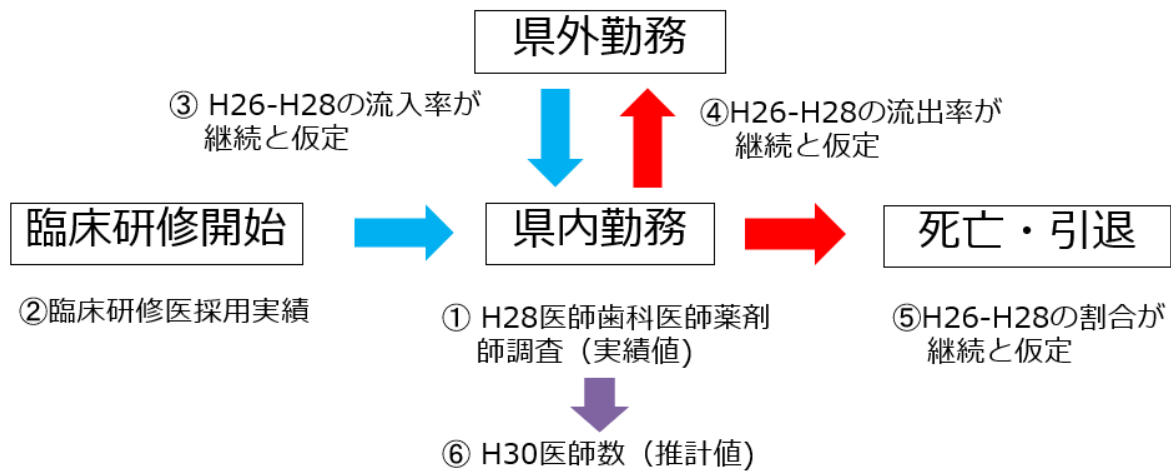 県外勤務
③ H26-H28の流入率が
継続と仮定
④H26-H28の流出率が
継続と仮定
臨床研修開始
県内勤務
死亡・引退
②臨床研修医採用実績
① H28医師歯科医師薬剤
師調査（実績値)
⑤H26-H28の割合が
継続と仮定
⑥ H30医師数（推計値)